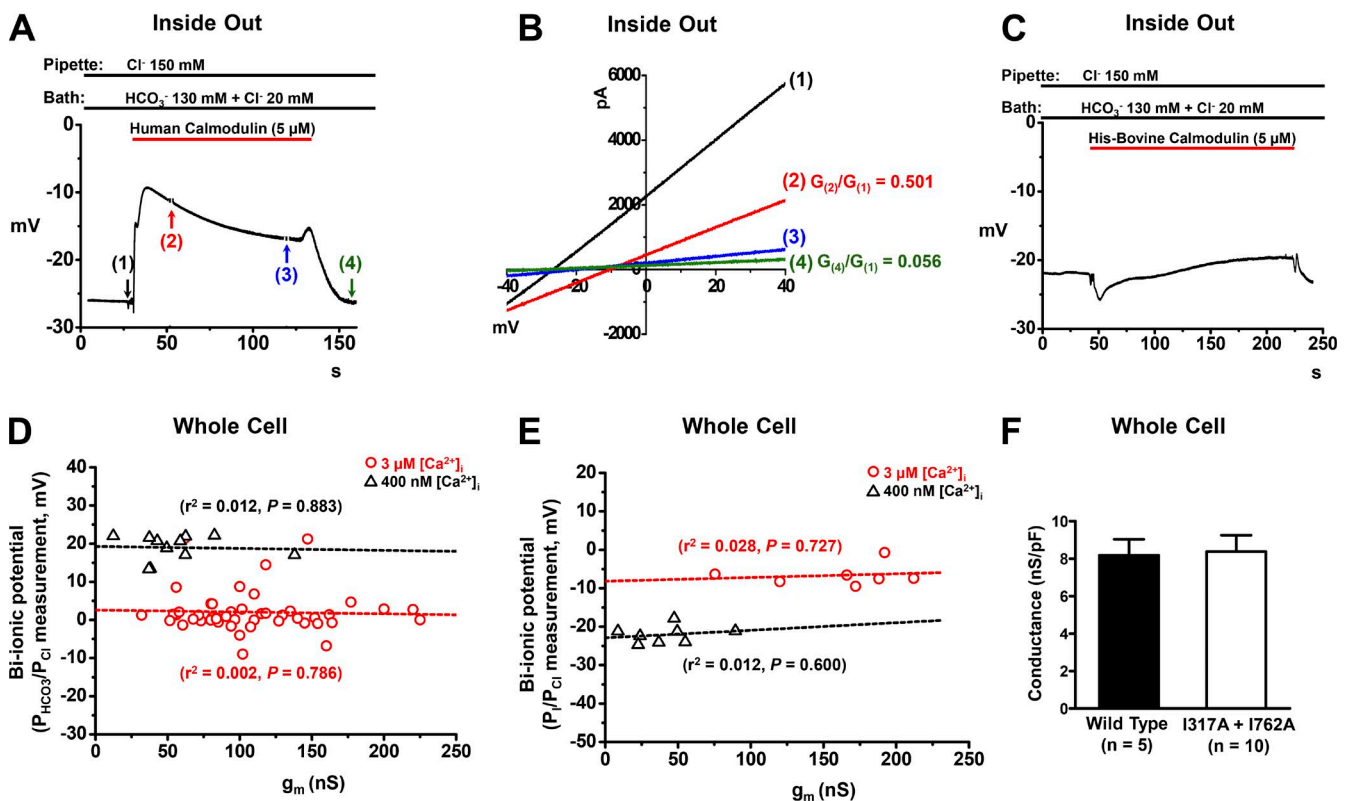 A
Inside Out
Pipette: Cl⁻ 150 mM
Bath: HCO₃⁻ 130 mM + Cl⁻ 20 mM
Human Calmodulin (5 µM)
0
-10
-20
-30
mV
(1)
(2)
(3)
(4)
0 50 100 150
s
B
Inside Out
6000
4000
2000
0
-2000
pA
-40 -20 0 20 40
mV
(1)
(2) G₍₂₎/G₍₁₎ = 0.501
(3)
(4) G₍₄₎/G₍₁₎ = 0.056
C
Inside Out
Pipette: Cl⁻ 150 mM
Bath: HCO₃⁻ 130 mM + Cl⁻ 20 mM
His-Bovine Calmodulin (5 µM)
0
-10
-20
-30
mV
0 50 100 150 200 250
s
D
Whole Cell
3 µM [Ca²⁺]ᵢ
400 nM [Ca²⁺]ᵢ
(r² = 0.012, P = 0.883)
(r² = 0.002, P = 0.786)
Bi-ionic potential
(P_HCO3/P_Cl measurement, mV)
40
30
20
10
0
-10
-20
-30
0 50 100 150 200 250
gₘ (nS)
E
Whole Cell
3 µM [Ca²⁺]ᵢ
400 nM [Ca²⁺]ᵢ
(r² = 0.028, P = 0.727)
(r² = 0.012, P = 0.600)
Bi-ionic potential
(P_I/P_Cl measurement, mV)
20
10
0
-10
-20
-30
-40
-50
0 50 100 150 200 250
gₘ (nS)
F
Whole Cell
Conductance (nS/pF)
10
8
6
4
2
0
Wild Type
(n = 5)
I317A + I762A
(n = 10)